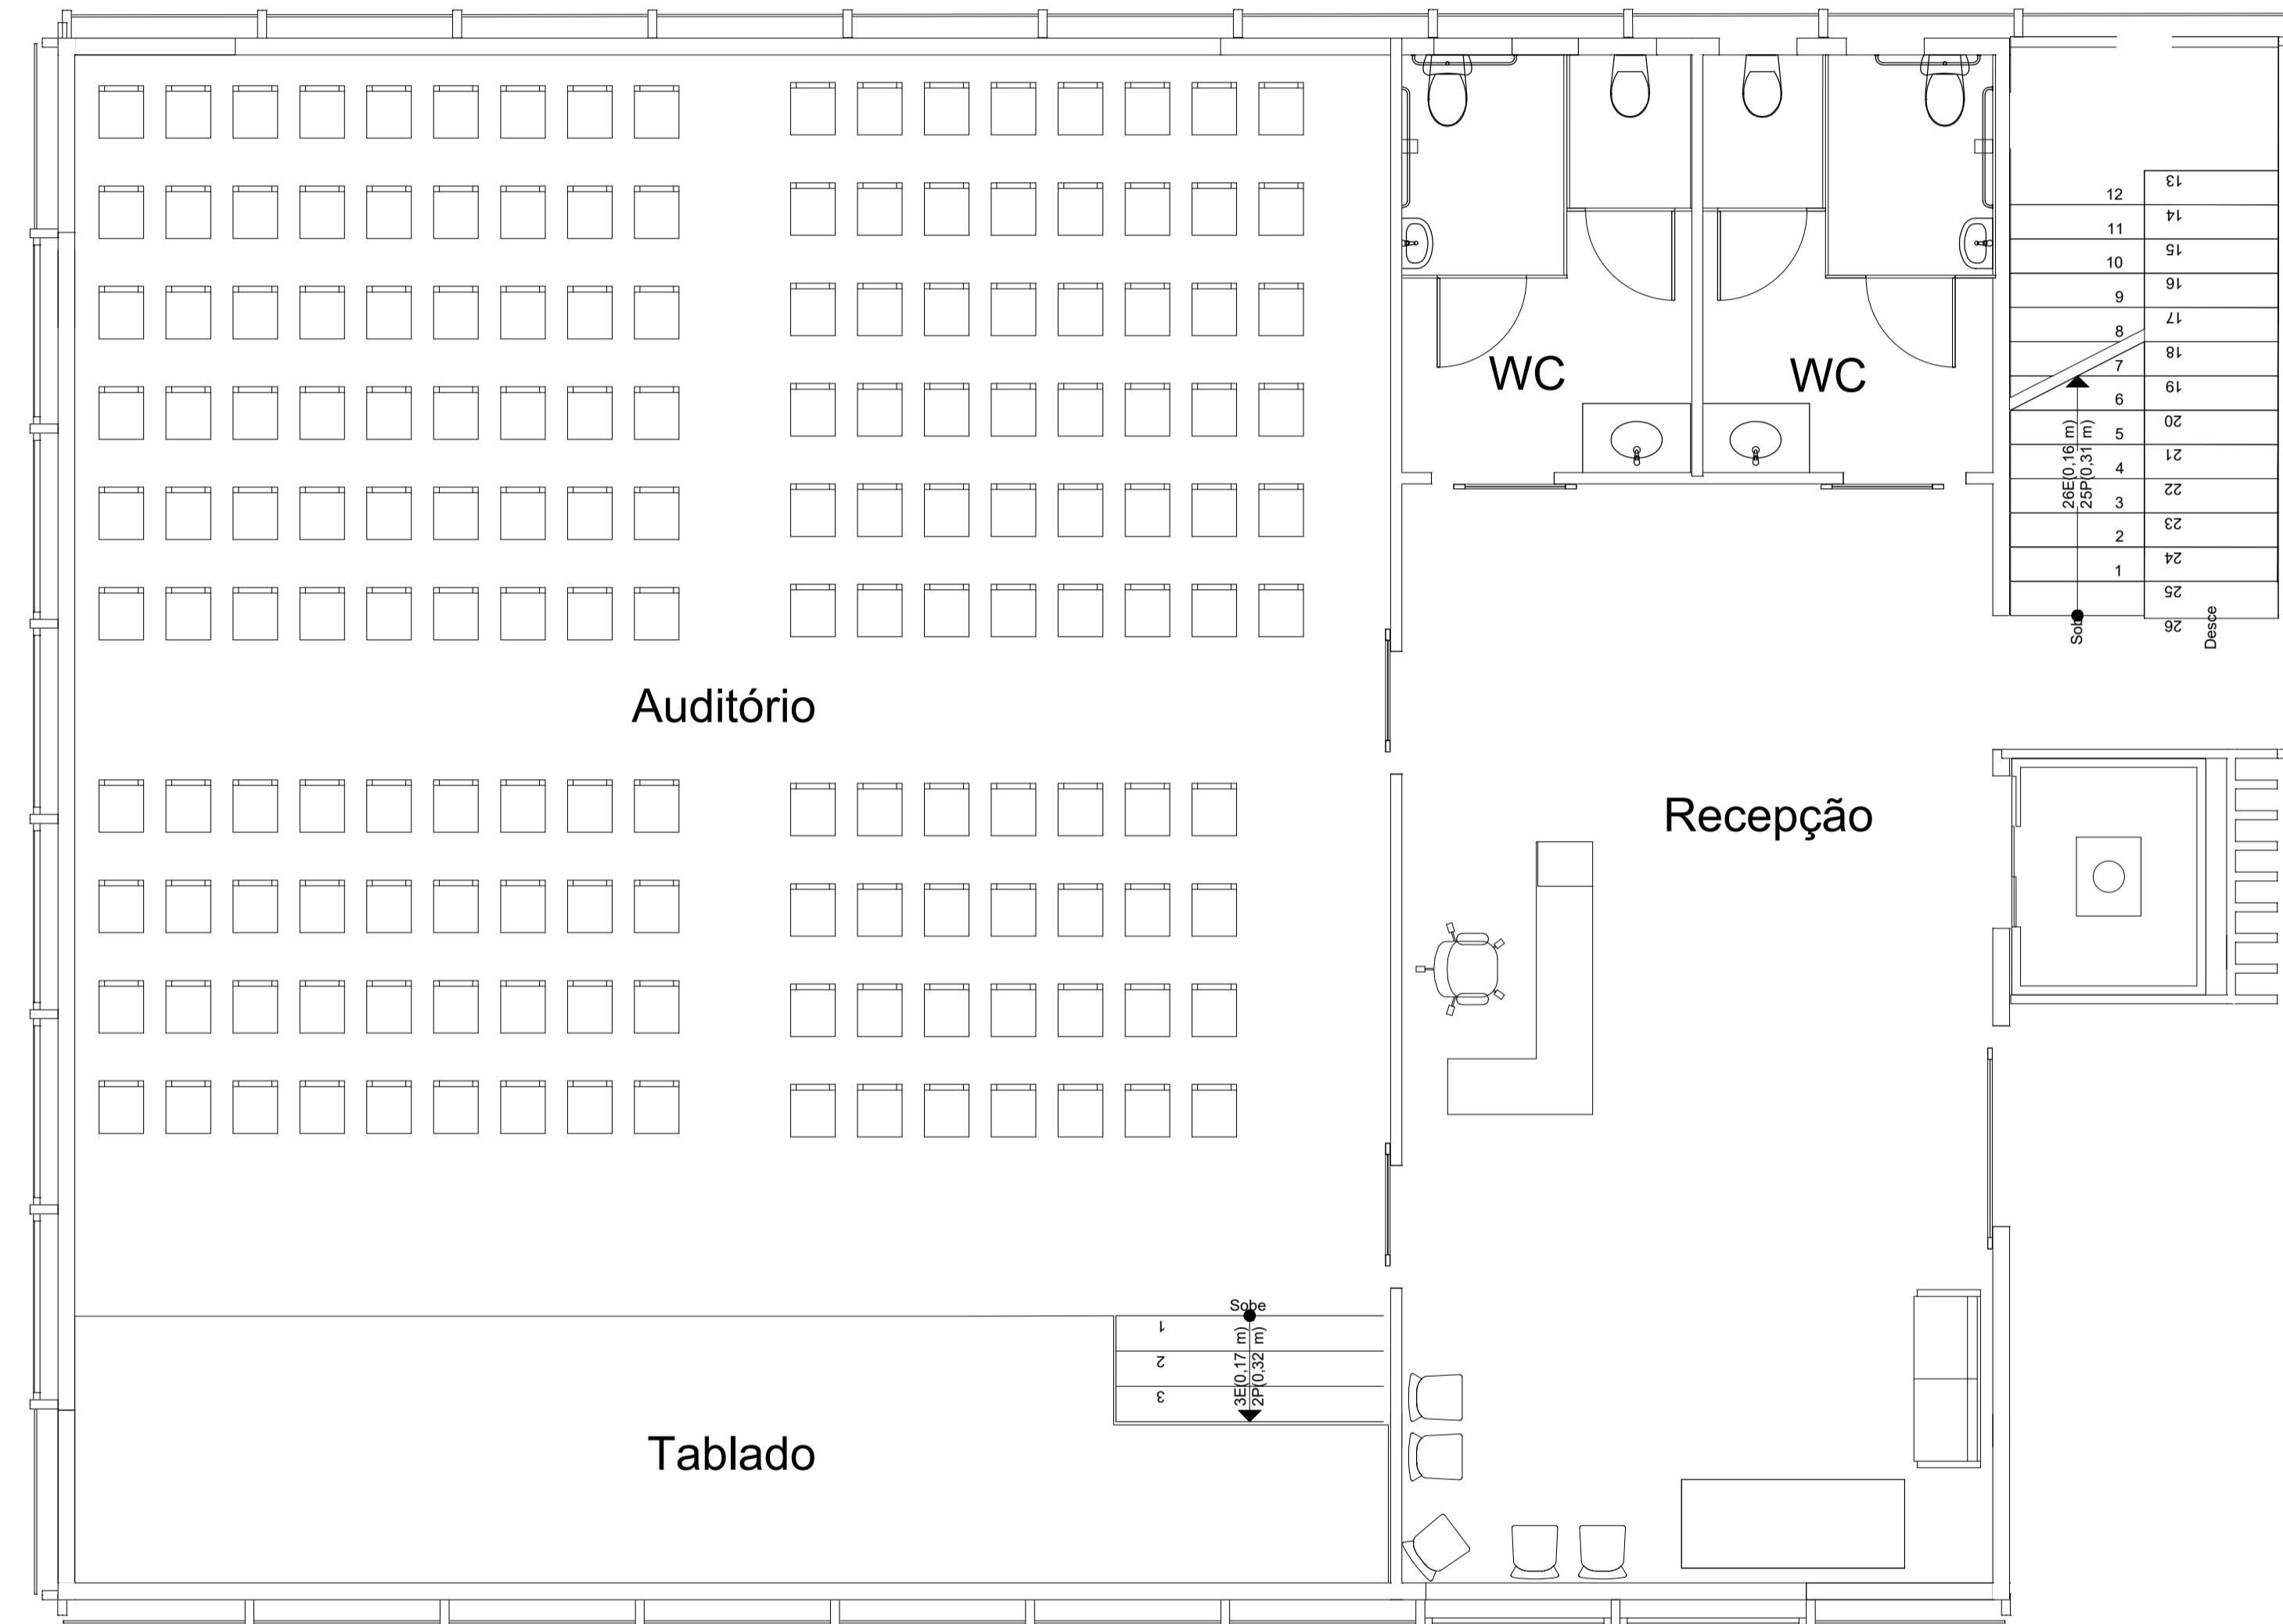 WC
WC
12
11
10
9
8
7
6
5
4
3
2
1
13
14
15
16
17
18
19
20
21
22
23
24
25
26
26E(0,16 m)
25P(0,31 m)
Sobe
Desce
Auditório
Recepção
Sobe
1
2
3
3E(0,17 m)
2P(0,32 m)
Tablado